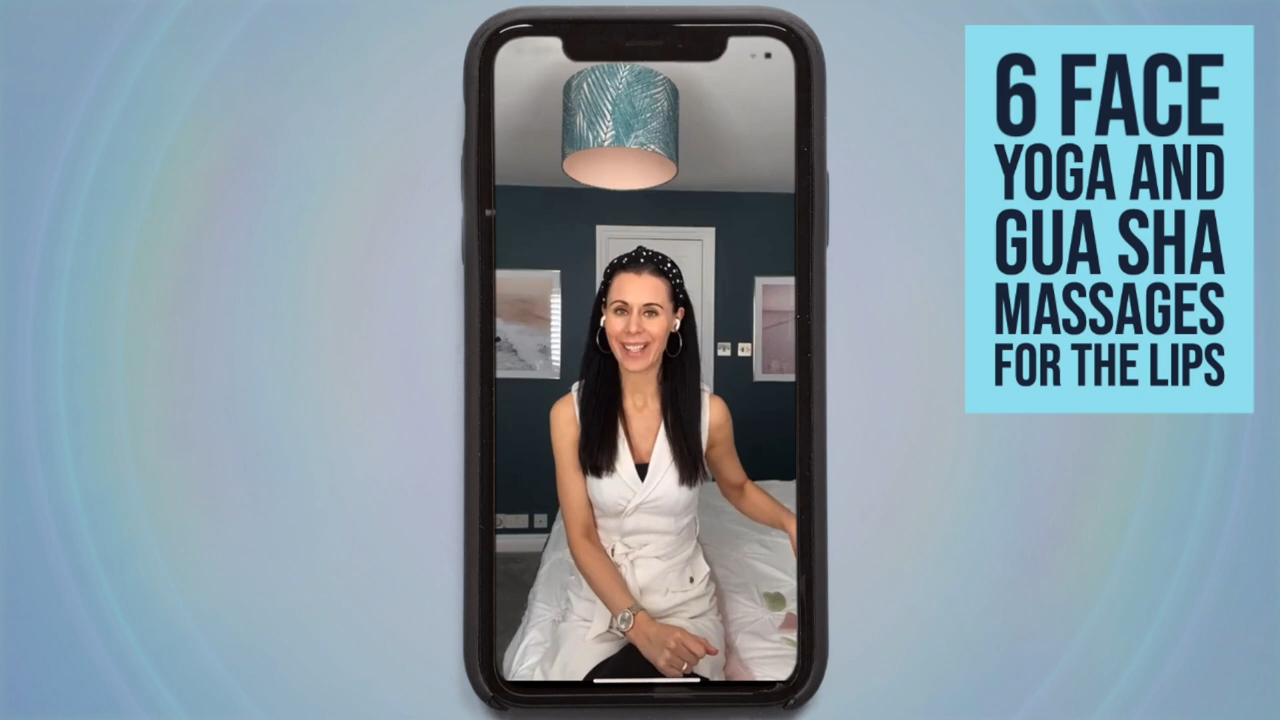 6 FACE
YOGA AND
GUA SHA
MASSAGES
FOR THE LIPS